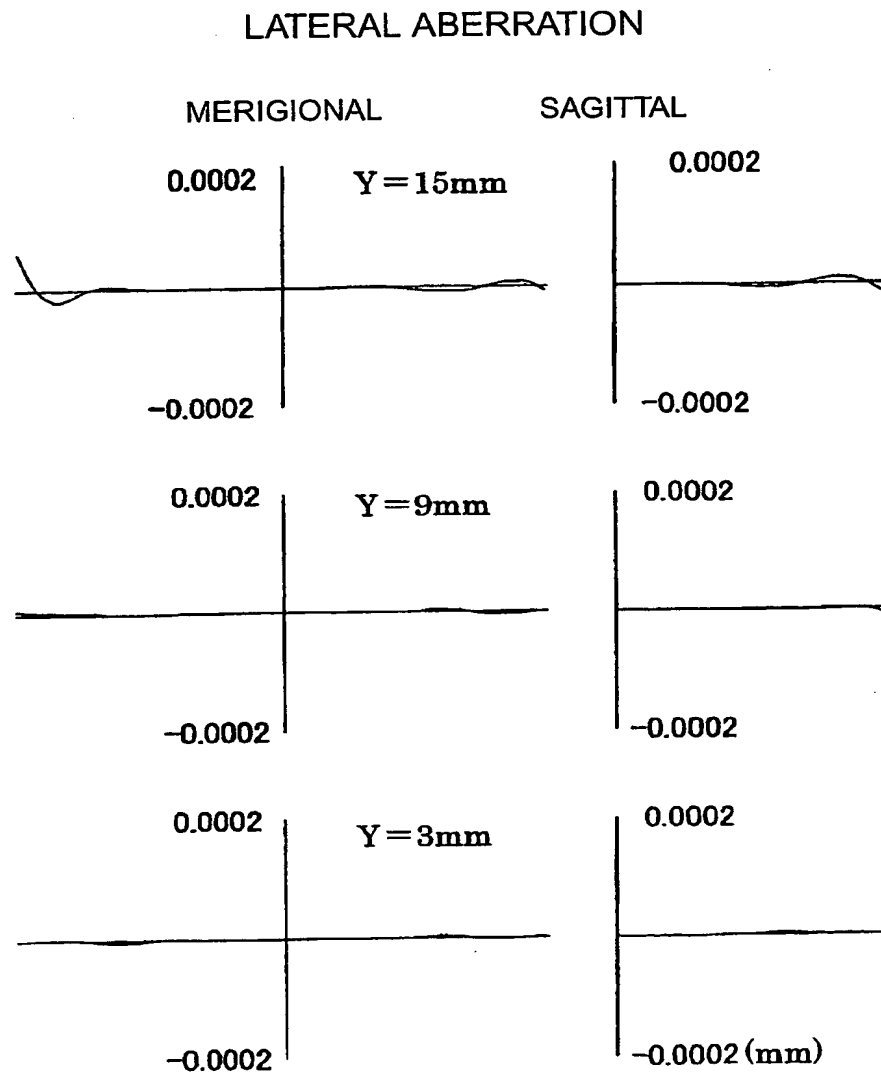 LATERAL ABERRATION
MERIGIONAL SAGITTAL
0.0002 Y=15mm 0.0002
-0.0002 -0.0002
0.0002 Y=9mm 0.0002
-0.0002 -0.0002
0.0002 Y=3mm 0.0002
-0.0002 -0.0002(mm)